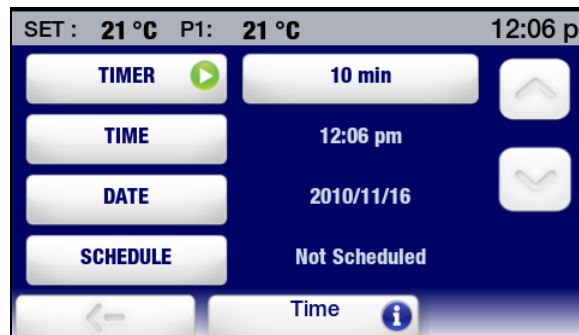 SET : 21 °C P1: 21 °C 12:06 p
TIMER 10 min
TIME 12:06 pm
DATE 2010/11/16
SCHEDULE Not Scheduled
Time i